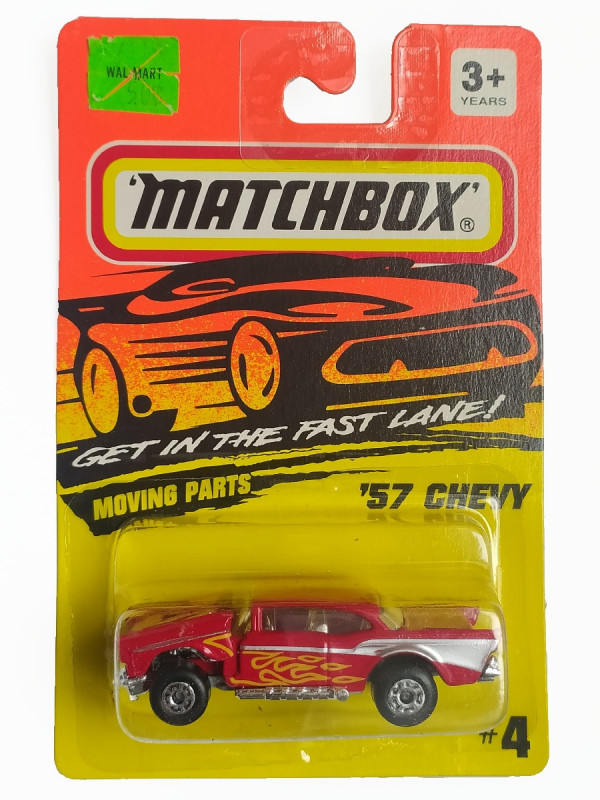 WAL-MART
3+
YEARS
'MATCHBOX'®
GET IN THE FAST LANE!
MOVING PARTS
'57 CHEVY
#4